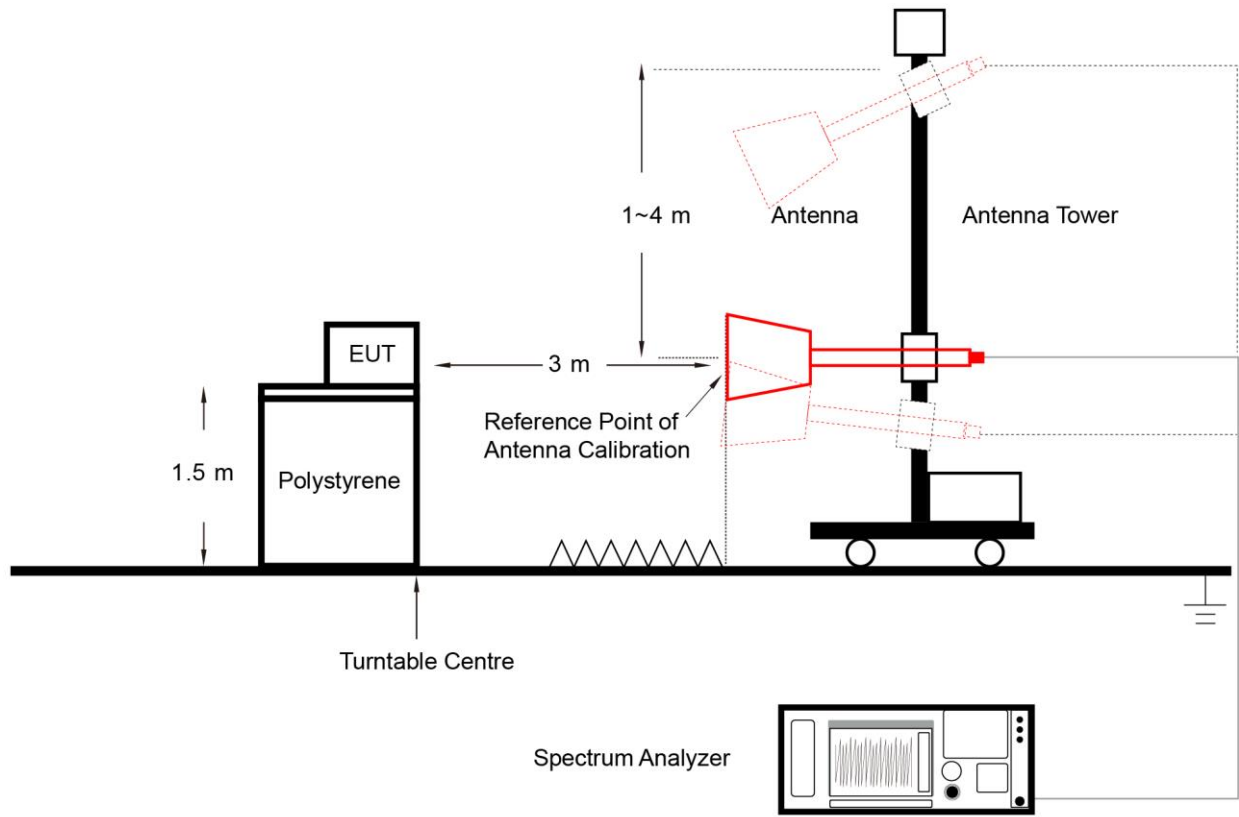 1~4 m
Antenna
Antenna Tower
EUT
3 m
Reference Point of
Antenna Calibration
1.5 m
Polystyrene
Turntable Centre
Spectrum Analyzer